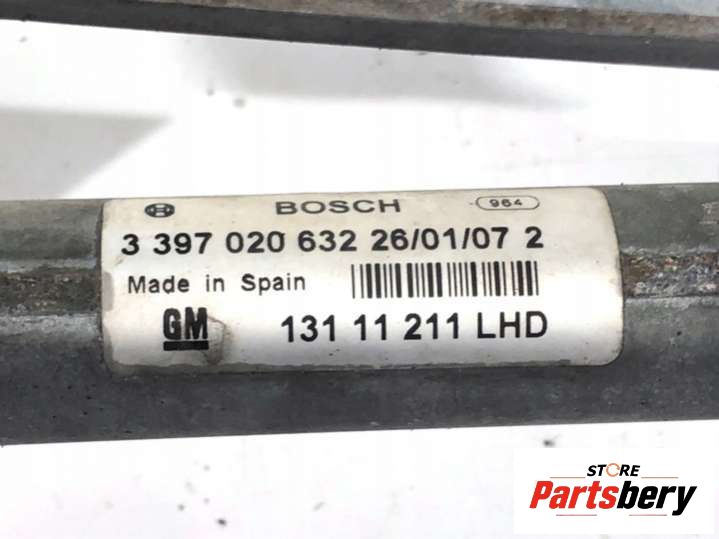 BOSCH 964
3 397 020 632 26/01/07 2
Made in Spain
GM 131 11 211 LHD
STORE
Partsbery